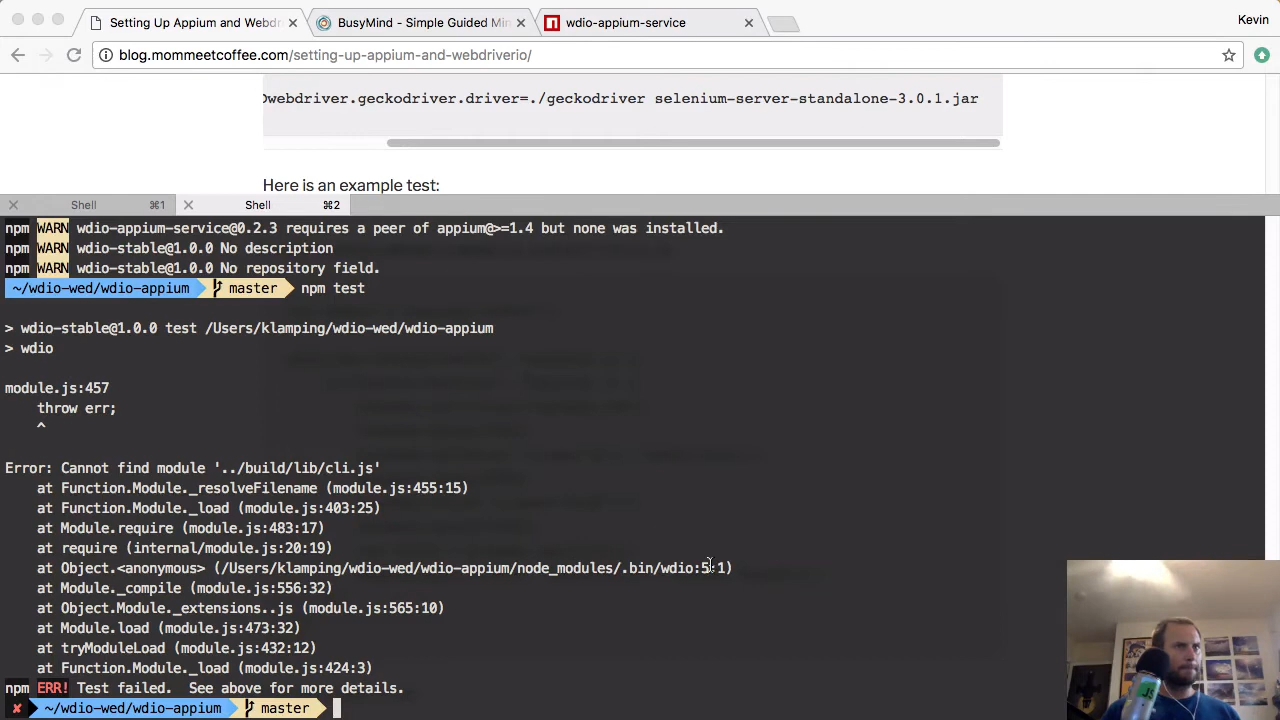 Setting Up Appium and Webdr
BusyMind - Simple Guided Min
wdio-appium-service
Kevin
blog.mommeetcoffee.com/setting-up-appium-and-webdriverio/
webdriver.geckodriver.driver=./geckodriver selenium-server-standalone-3.0.1.jar
Here is an example test:
Shell ⌘1
Shell ⌘2
npm WARN wdio-appium-service@0.2.3 requires a peer of appium@>=1.4 but none was installed.
npm WARN wdio-stable@1.0.0 No description
npm WARN wdio-stable@1.0.0 No repository field.
~/wdio-wed/wdio-appium master npm test
> wdio-stable@1.0.0 test /Users/klamping/wdio-wed/wdio-appium
> wdio
module.js:457
throw err;
^
Error: Cannot find module '../build/lib/cli.js'
at Function.Module._resolveFilename (module.js:455:15)
at Function.Module._load (module.js:403:25)
at Module.require (module.js:483:17)
at require (internal/module.js:20:19)
at Object.<anonymous> (/Users/klamping/wdio-wed/wdio-appium/node_modules/.bin/wdio:5:1)
at Module._compile (module.js:556:32)
at Object.Module._extensions..js (module.js:565:10)
at Module.load (module.js:473:32)
at tryModuleLoad (module.js:432:12)
at Function.Module._load (module.js:424:3)
npm ERR! Test failed. See above for more details.
✘ ~/wdio-wed/wdio-appium master